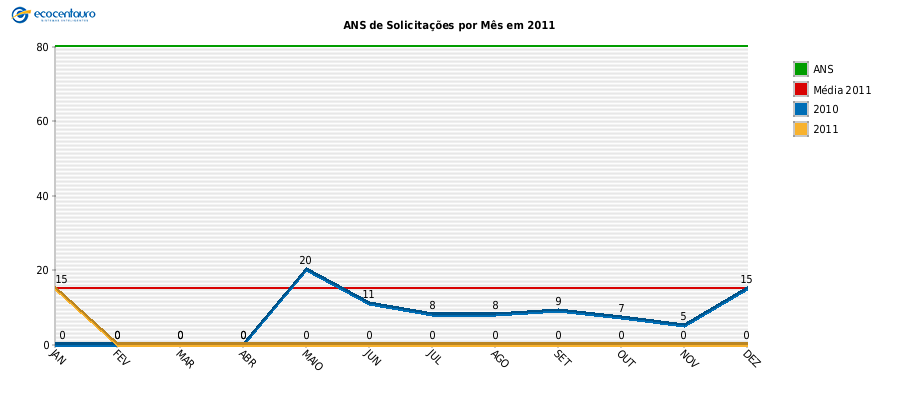 ecocentauro
ANS de Solicitações por Mês em 2011
80
60
40
20
0
ANS
Média 2011
2010
2011
15
0
0
0
0
20
11
8
8
9
7
5
15
0
0
0
0
0
0
0
0
JAN
FEV
MAR
ABR
MAIO
JUN
JUL
AGO
SET
OUT
NOV
DEZ